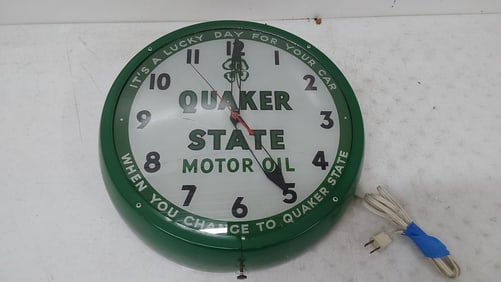 IT'S A LUCKY DAY FOR YOUR CAR
12
1
2
3
4
5
6
7
8
9
10
11
QUAKER
STATE
MOTOR OIL
WHEN YOU CHANGE TO QUAKER STATE